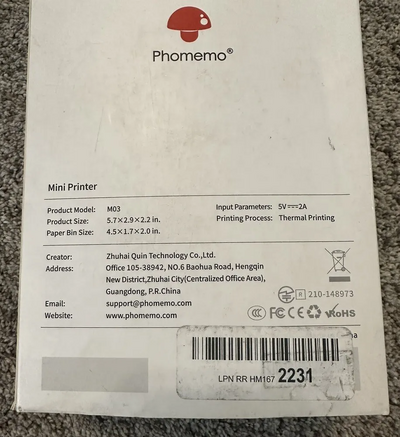 Phomemo®
Mini Printer
Product Model: M03 Input Parameters: 5V⎓2A
Product Size: 5.7×2.9×2.2 in. Printing Process: Thermal Printing
Paper Bin Size: 4.5×1.7×2.0 in.
Creator: Zhuhai Quin Technology Co.,Ltd.
Address: Office 105-38942, NO.6 Baohua Road, Hengqin
New District,Zhuhai(Centralized Office Area),
Guangdong, P.R.China
Email: support@phomemo.com
Website: www.phomemo.com
R 210-148973
CCC FC CE RoHS
LPN RR HM167 2231